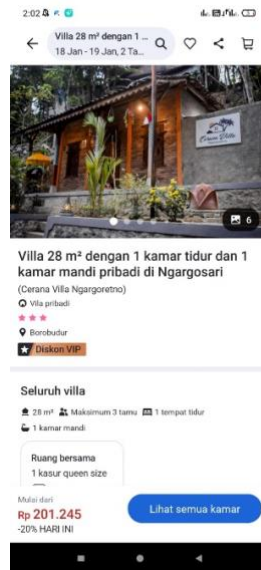 2:02
Villa 28 m² dengan 1 ...
18 Jan - 19 Jan, 2 Ta...
Cerana Villa
6
Villa 28 m² dengan 1 kamar tidur dan 1
kamar mandi pribadi di Ngargosari
(Cerana Villa Ngargoretno)
Vila pribadi
Borobudur
Diskon VIP
Seluruh villa
28 m² Maksimum 3 tamu 1 tempat tidur
1 kamar mandi
Ruang bersama
1 kasur queen size
Mulai dari
Rp 201.245
-20% HARI INI
Lihat semua kamar